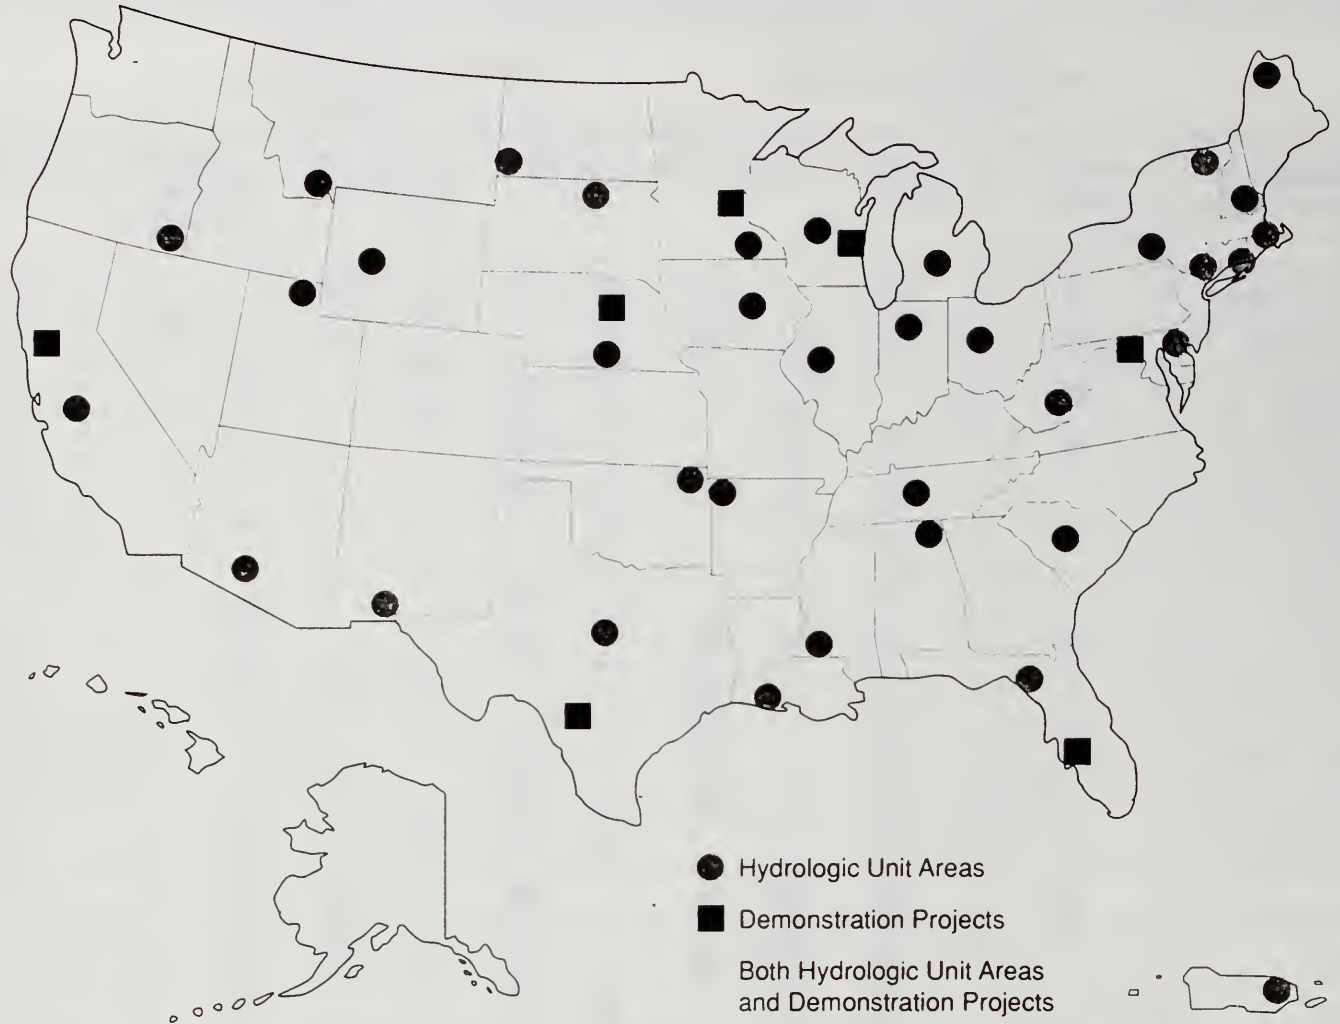 Hydrologic Unit Areas
Demonstration Projects
Both Hydrologic Unit Areas
and Demonstration Projects